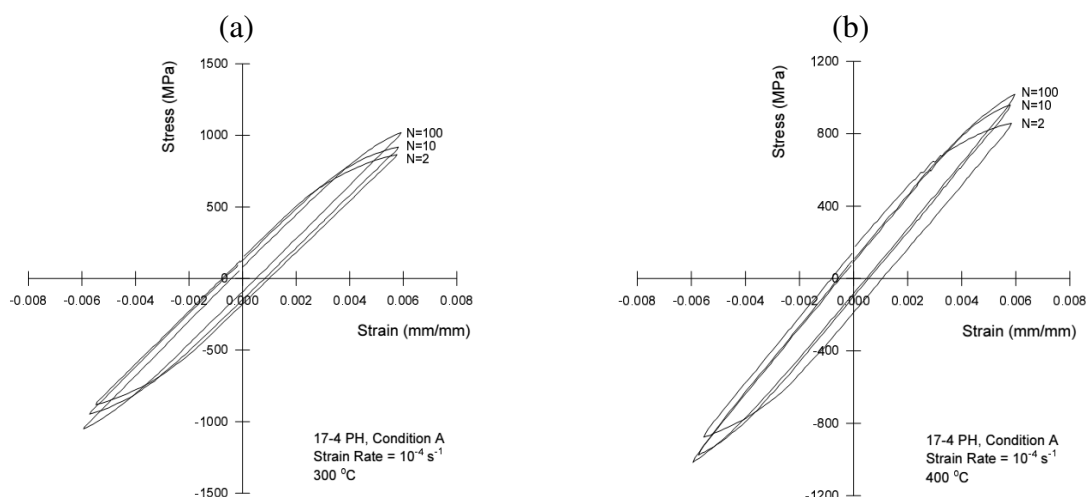 (a)
Stress (MPa)
1500
1000
500
0
-500
-1000
-1500
-0.008 -0.006 -0.004 -0.002 0.000 0.002 0.004 0.006 0.008
Strain (mm/mm)
N=100
N=10
N=2
17-4 PH, Condition A
Strain Rate = 10⁻⁴ s⁻¹
300 ⁰C
(b)
Stress (MPa)
1200
800
400
0
-400
-800
-1200
-0.008 -0.006 -0.004 -0.002 0.000 0.002 0.004 0.006 0.008
Strain (mm/mm)
N=100
N=10
N=2
17-4 PH, Condition A
Strain Rate = 10⁻⁴ s⁻¹
400 ⁰C